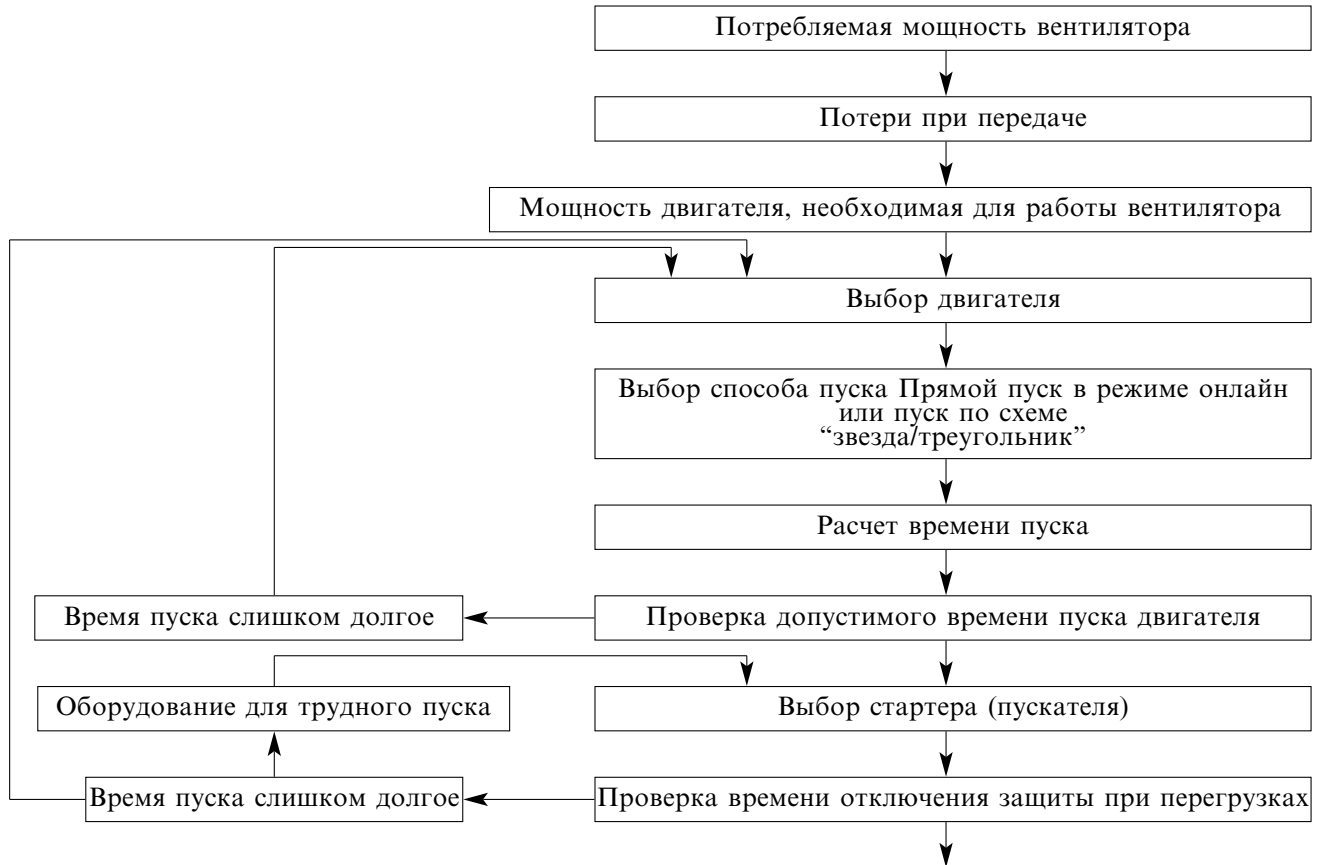 Потребляемая мощность вентилятора
Потери при передаче
Мощность двигателя, необходимая для работы вентилятора
Выбор двигателя
Выбор способа пуска Прямой пуск в режиме онлайн
или пуск по схеме
“звезда/треугольник”
Расчет времени пуска
Время пуска слишком долгое
Проверка допустимого времени пуска двигателя
Оборудование для трудного пуска
Выбор стартера (пускателя)
Время пуска слишком долгое
Проверка времени отключения защиты при перегрузках